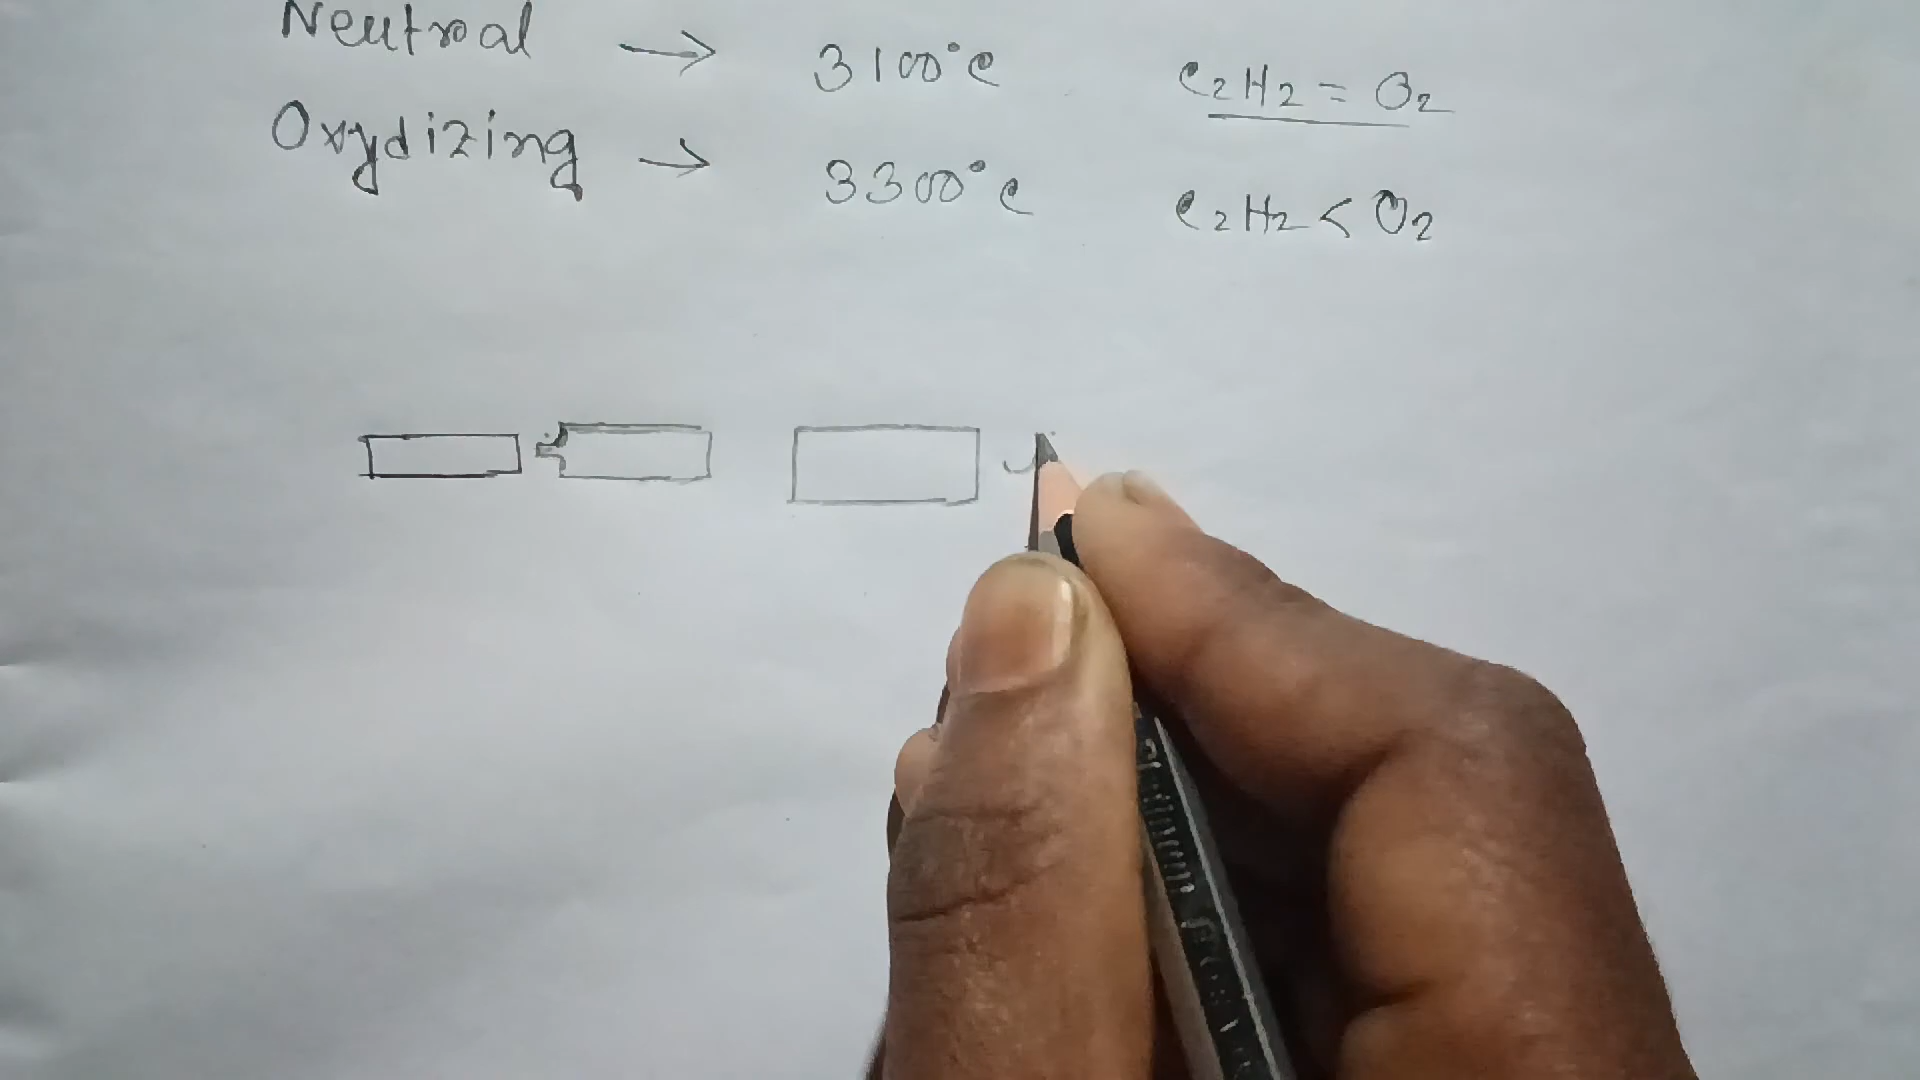 Neutral → 3100°C C2H2 = O2
Oxydizing → 3300°C C2H2 < O2